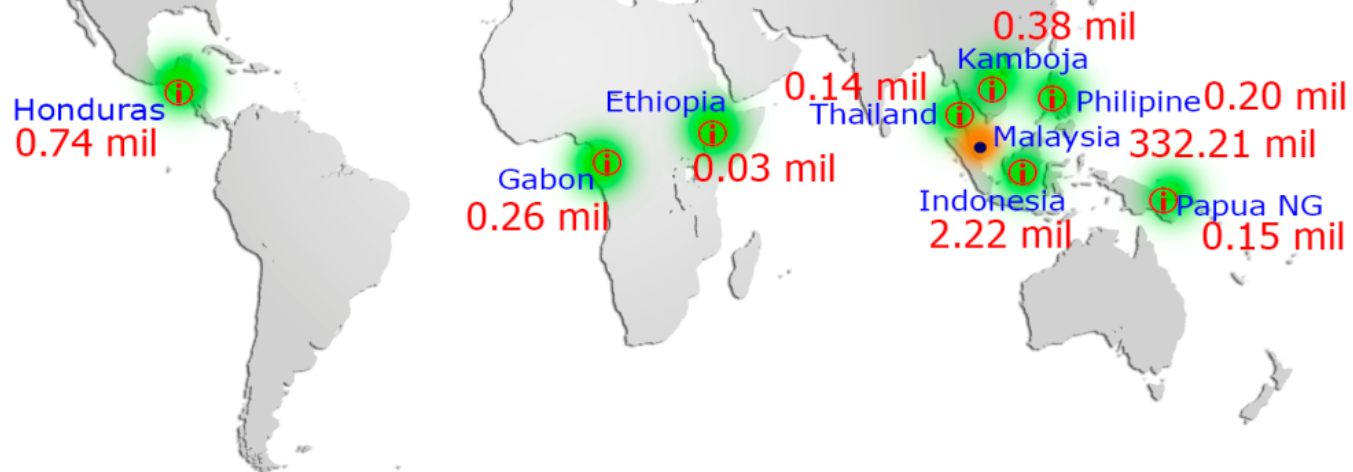 0.38 mil
Kamboja
0.14 mil
Thailand
Philipine 0.20 mil
Ethiopia
0.03 mil
Honduras
0.74 mil
Malaysia 332.21 mil
Gabon
0.26 mil
Indonesia
2.22 mil
Papua NG
0.15 mil